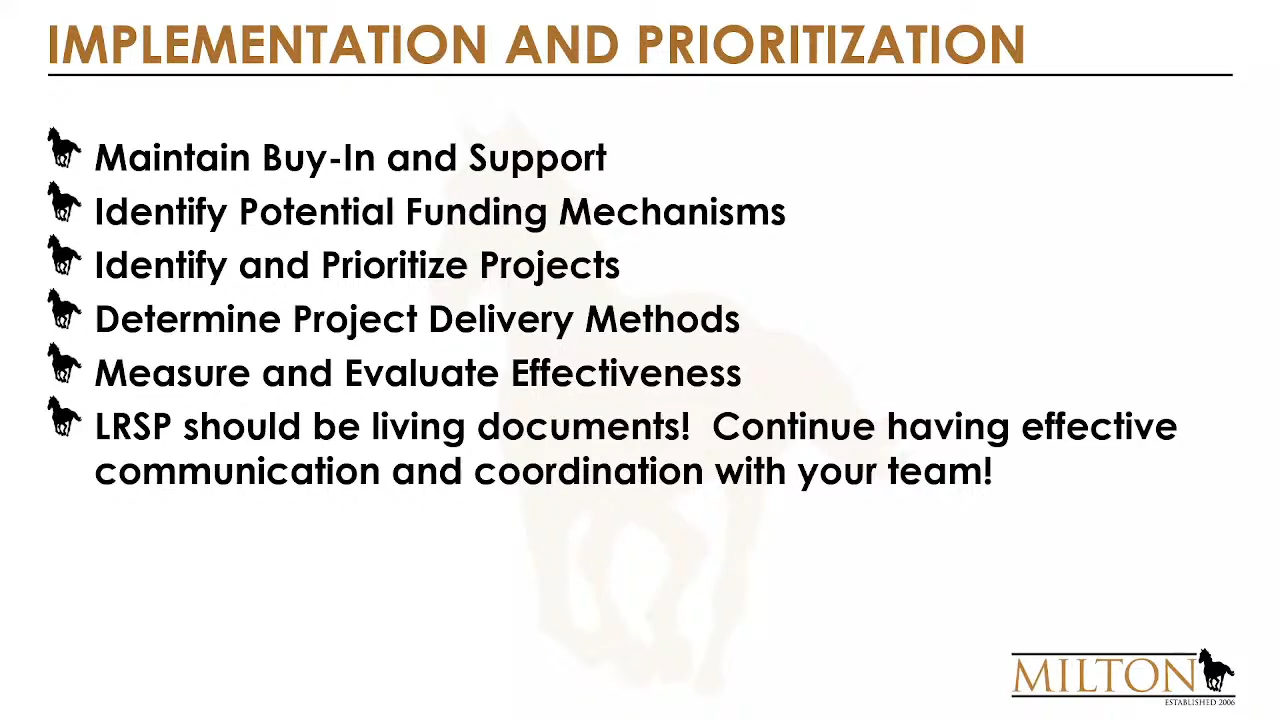 IMPLEMENTATION AND PRIORITIZATION
Maintain Buy-In and Support
Identify Potential Funding Mechanisms
Identify and Prioritize Projects
Determine Project Delivery Methods
Measure and Evaluate Effectiveness
LRSP should be living documents!  Continue having effective
communication and coordination with your team!
MILTON
ESTABLISHED 2006